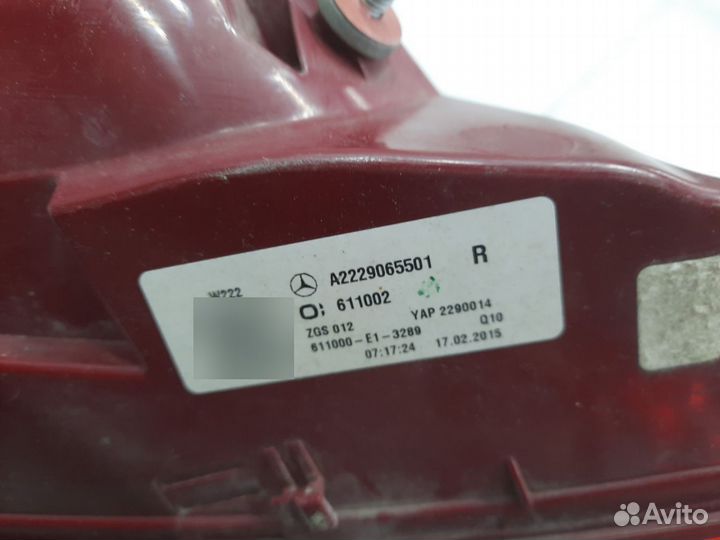 W222
A2229065501 R
611002
ZGS 012 YAP 2290014
611000-E1-3289 Q10
07:17:24 17.02.2015
Avito